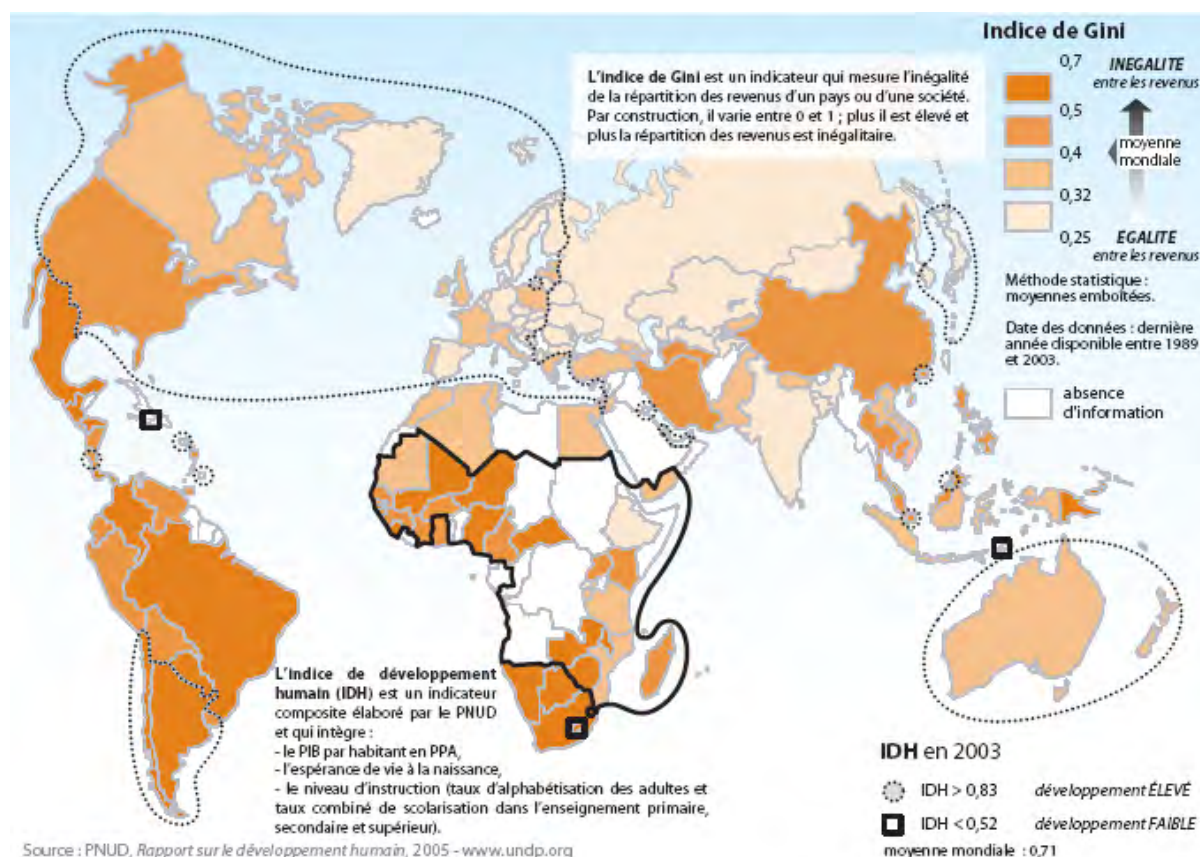 Indice de Gini
0,7
INEGALITE
entre les revenus
0,5
0,4
moyenne
mondiale
0,32
0,25
EGALITE
entre les revenus
L'indice de Gini est un indicateur qui mesure l'inégalité
de la répartition des revenus d'un pays ou d'une société.
Par construction, il varie entre 0 et 1 ; plus il est élevé et
plus la répartition des revenus est inégalitaire.
Méthode statistique :
moyennes emboîtées.
Date des données : dernière
année disponible entre 1989
et 2003.
absence
d'information
L'indice de développement
humain (IDH) est un indicateur
composite élaboré par le PNUD
et qui intègre :
- le PIB par habitant en PPA,
- l'espérance de vie à la naissance,
- le niveau d'instruction (taux d'alphabétisation des adultes et
taux combiné de scolarisation dans l'enseignement primaire,
secondaire et supérieur).
IDH en 2003
IDH > 0,83 développement ÉLEVÉ
IDH < 0,52 développement FAIBLE
moyenne mondiale : 0,71
Source : PNUD, Rapport sur le développement humain, 2005 - www.undp.org